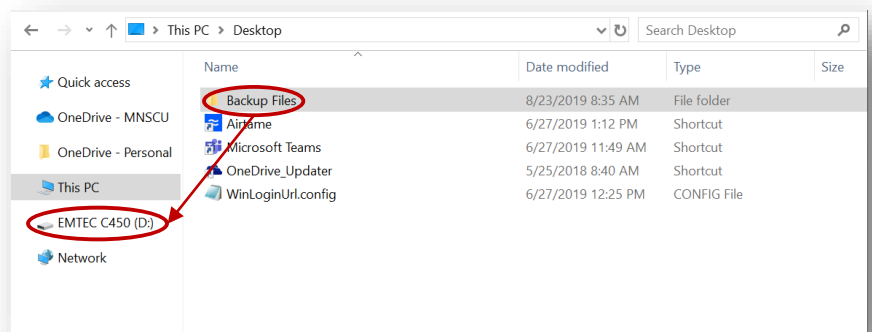 This PC > Desktop
Search Desktop
Name Date modified Type Size
Quick access
OneDrive - MNSCU
OneDrive - Personal
This PC
EMTEC C450 (D:)
Network
Backup Files 8/23/2019 8:35 AM File folder
Airtame 6/27/2019 1:12 PM Shortcut
Microsoft Teams 6/27/2019 11:49 AM Shortcut
OneDrive_Updater 5/25/2018 8:40 AM Shortcut
WinLoginUrl.config 6/27/2019 12:25 PM CONFIG File